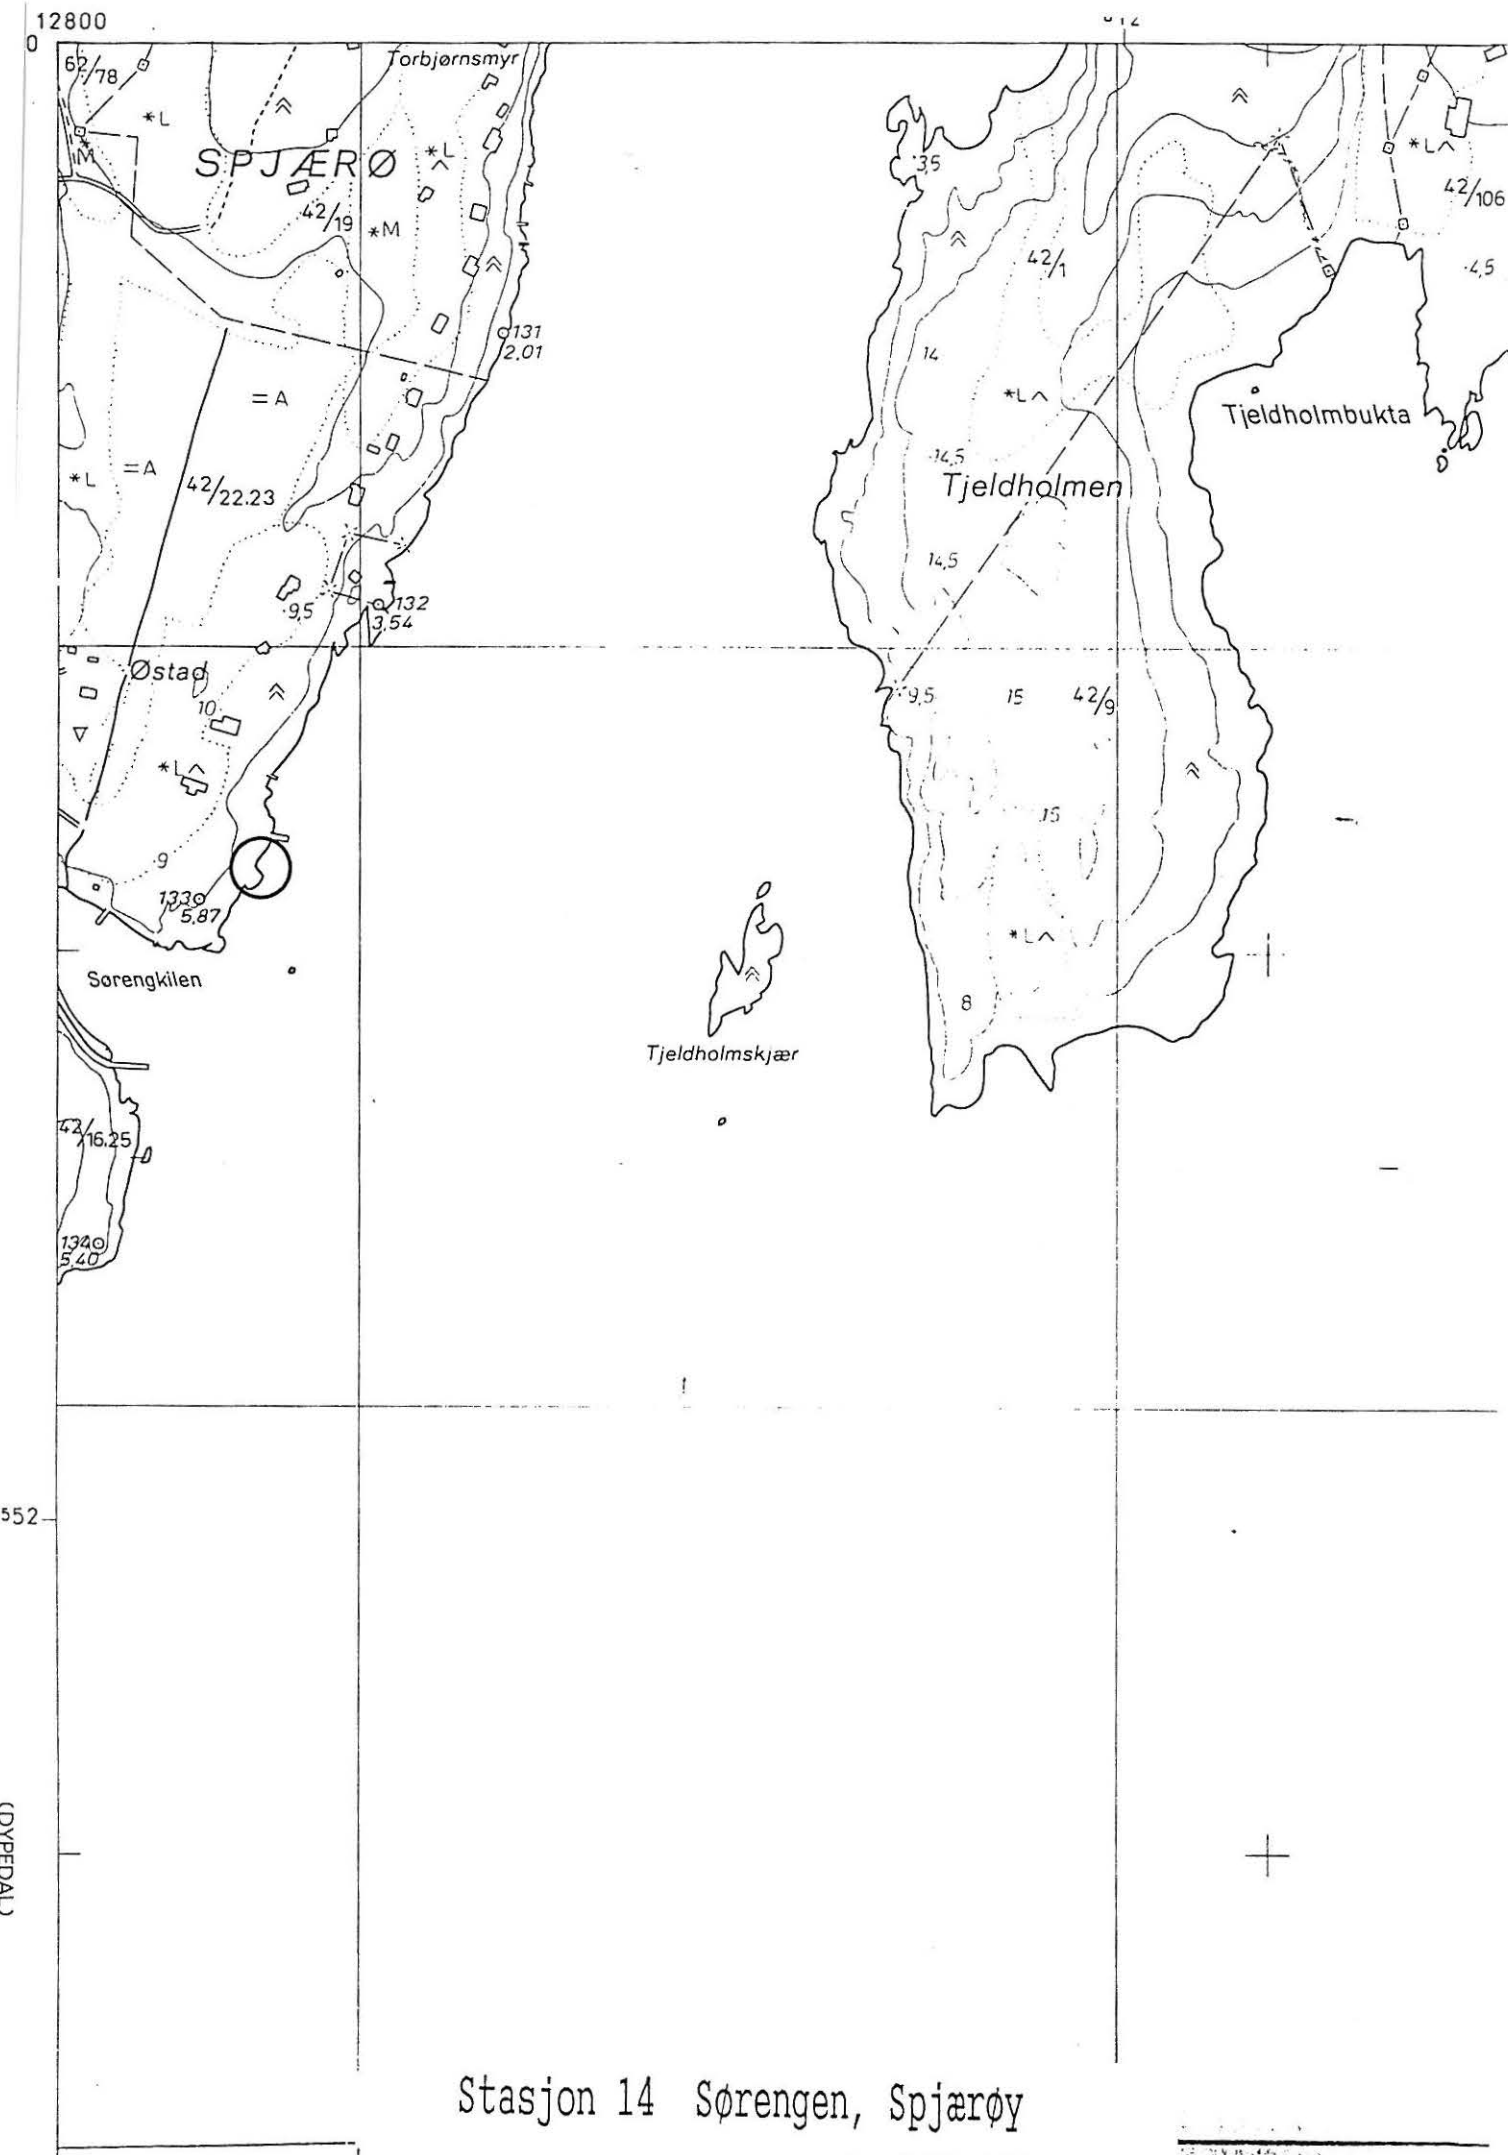 12800
0
62/78
Torbjørnsmyr
*L
*M
SPJÆRØ
*L
42/19
*M
3,5
*L
42/106
4,5
42/1
131
2,01
14
=A
*L
Tjeldholmbukta
=A
*L
42/22.23
14,5
Tjeldholmen
14,5
9,5
132
3,54
Østad
10
9,5
15
42/9
*L
15
9
133
5,87
*L
Sørengkilen
8
Tjeldholmskjær
42/16.25
134
5,40
552
(DYPEDAL)
Stasjon 14 Sørengen, Spjærøy